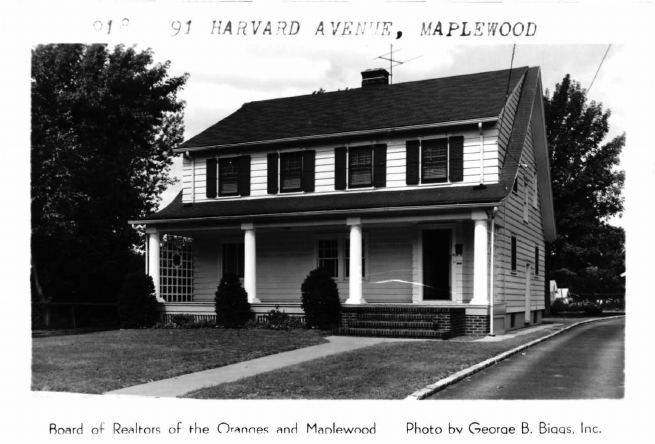 91 HARVARD AVENUE, MAPLEWOOD
Board of Realtors of the Oranges and Maplewood Photo by George B. Biggs, Inc.